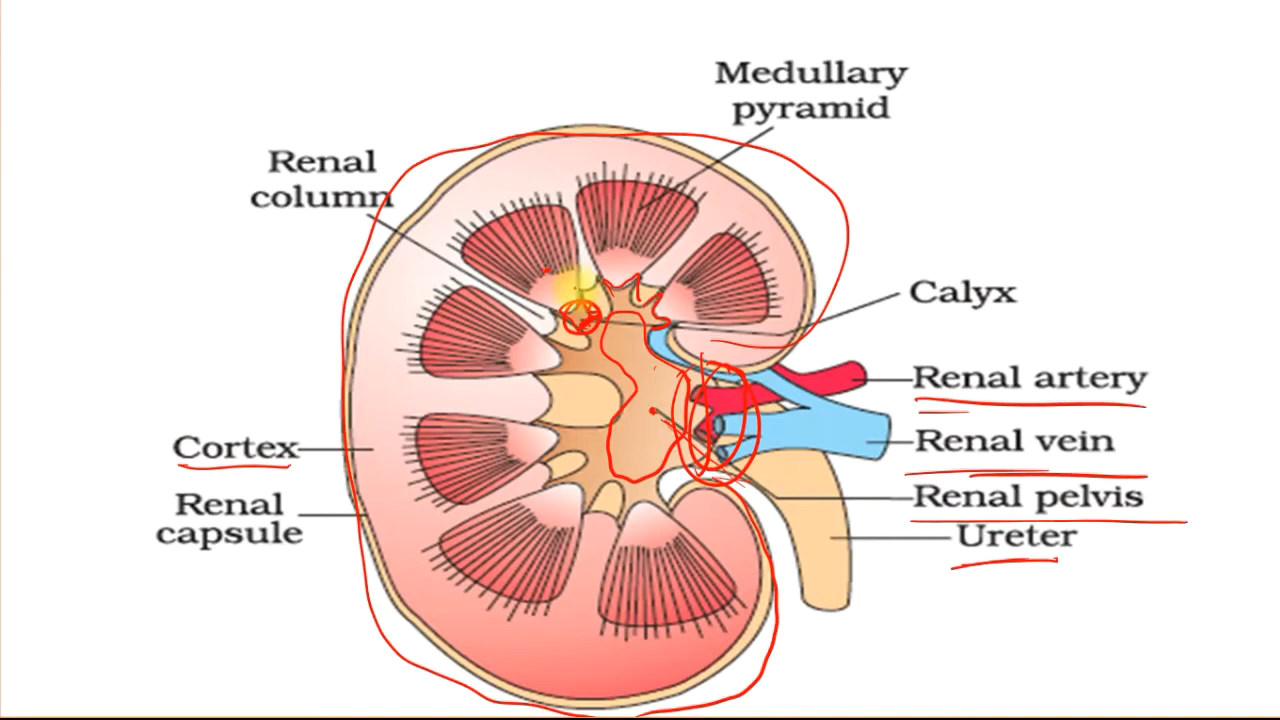 Medullary
pyramid
Renal
column
Calyx
Renal artery
Renal vein
Cortex
Renal pelvis
Renal
capsule
Ureter